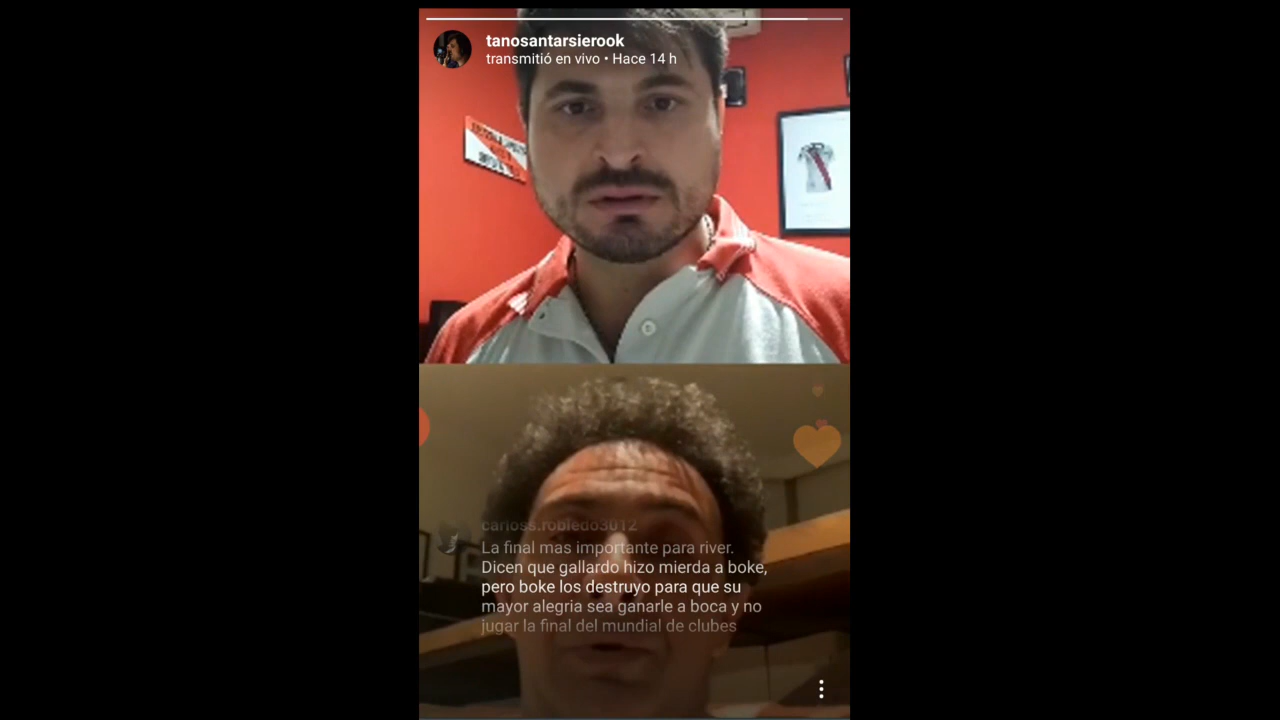 tanosantarsierook
transmitió en vivo • Hace 14 h
carloss.robledo3012
La final mas importante para river.
Dicen que gallardo hizo mierda a boke,
pero boke los destruyo para que su
mayor alegria sea ganarle a boca y no
jugar la final del mundial de clubes